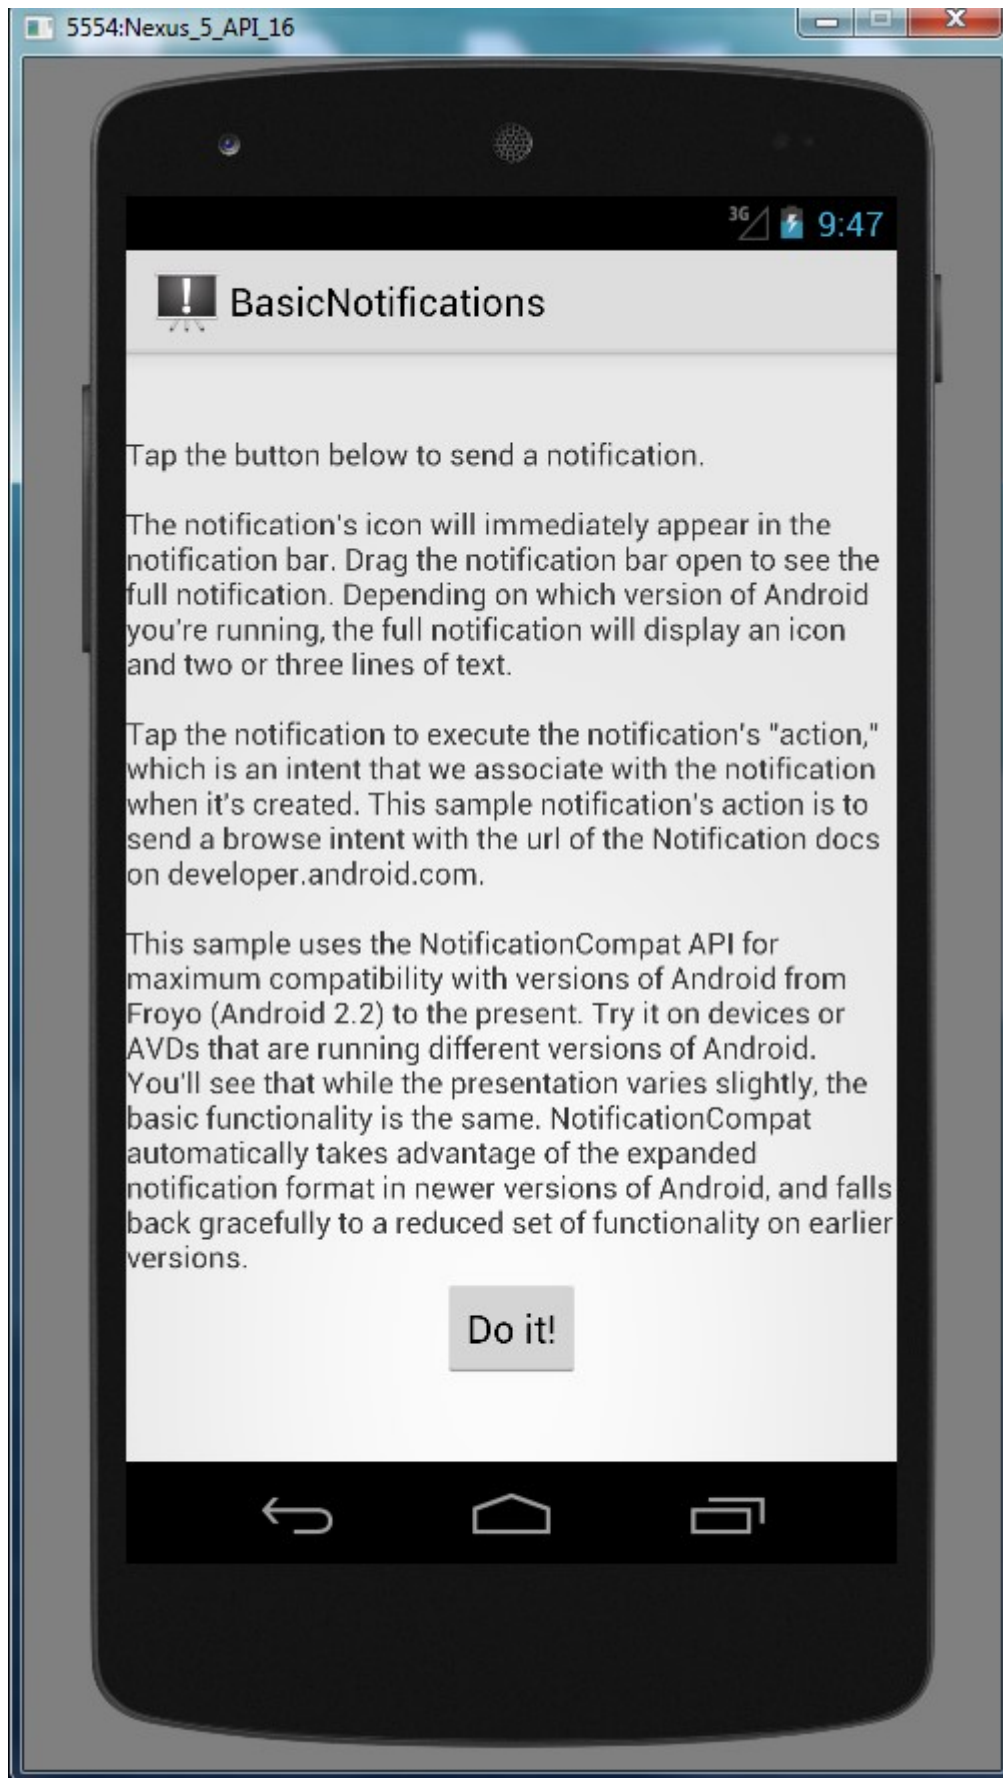 5554:Nexus_5_API_16
3G 9:47
BasicNotifications
Tap the button below to send a notification.
The notification's icon will immediately appear in the
notification bar. Drag the notification bar open to see the
full notification. Depending on which version of Android
you're running, the full notification will display an icon
and two or three lines of text.
Tap the notification to execute the notification's "action,"
which is an intent that we associate with the notification
when it's created. This sample notification's action is to
send a browse intent with the url of the Notification docs
on developer.android.com.
This sample uses the NotificationCompat API for
maximum compatibility with versions of Android from
Froyo (Android 2.2) to the present. Try it on devices or
AVDs that are running different versions of Android.
You'll see that while the presentation varies slightly, the
basic functionality is the same. NotificationCompat
automatically takes advantage of the expanded
notification format in newer versions of Android, and falls
back gracefully to a reduced set of functionality on earlier
versions.
Do it!